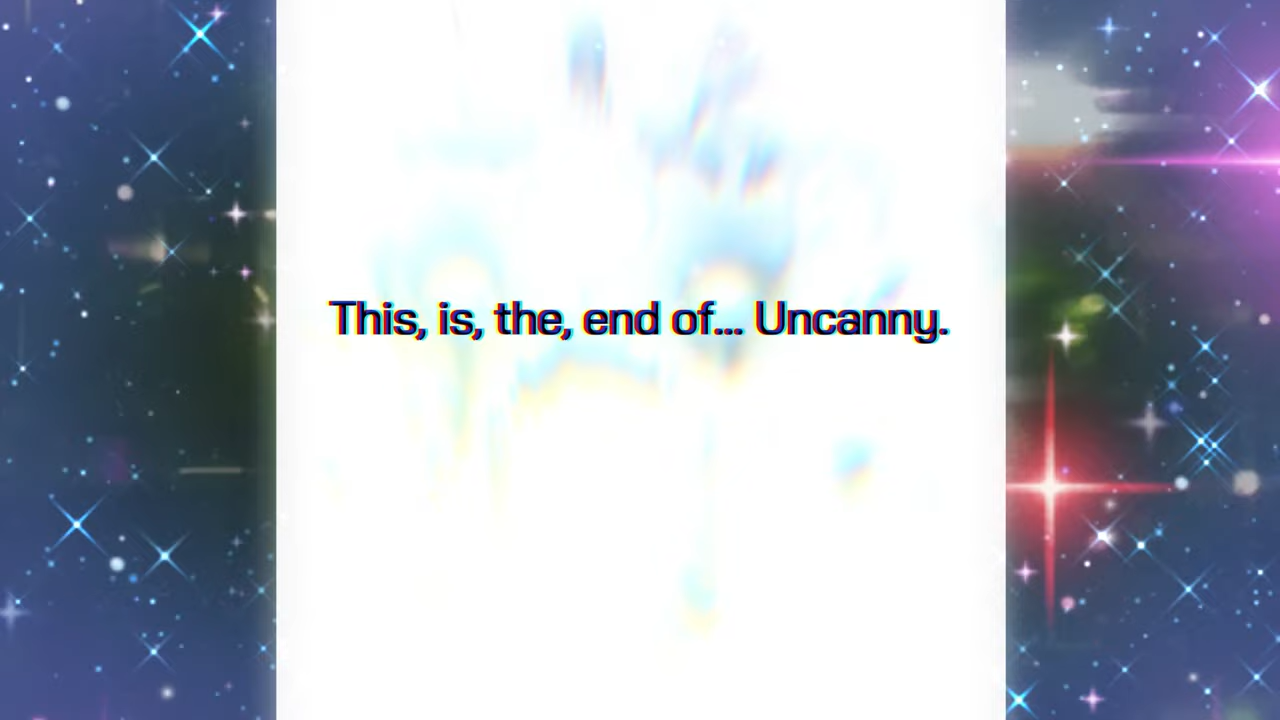 This, is, the, end of... Uncanny.